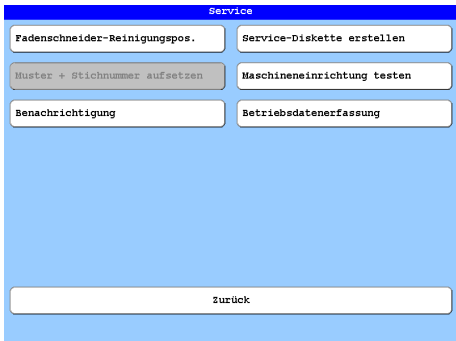 Service
Fadenschneider-Reinigungspos.
Service-Diskette erstellen
Muster + Stichnummer aufsetzen
Maschineneinrichtung testen
Benachrichtigung
Betriebsdatenerfassung
Zurück